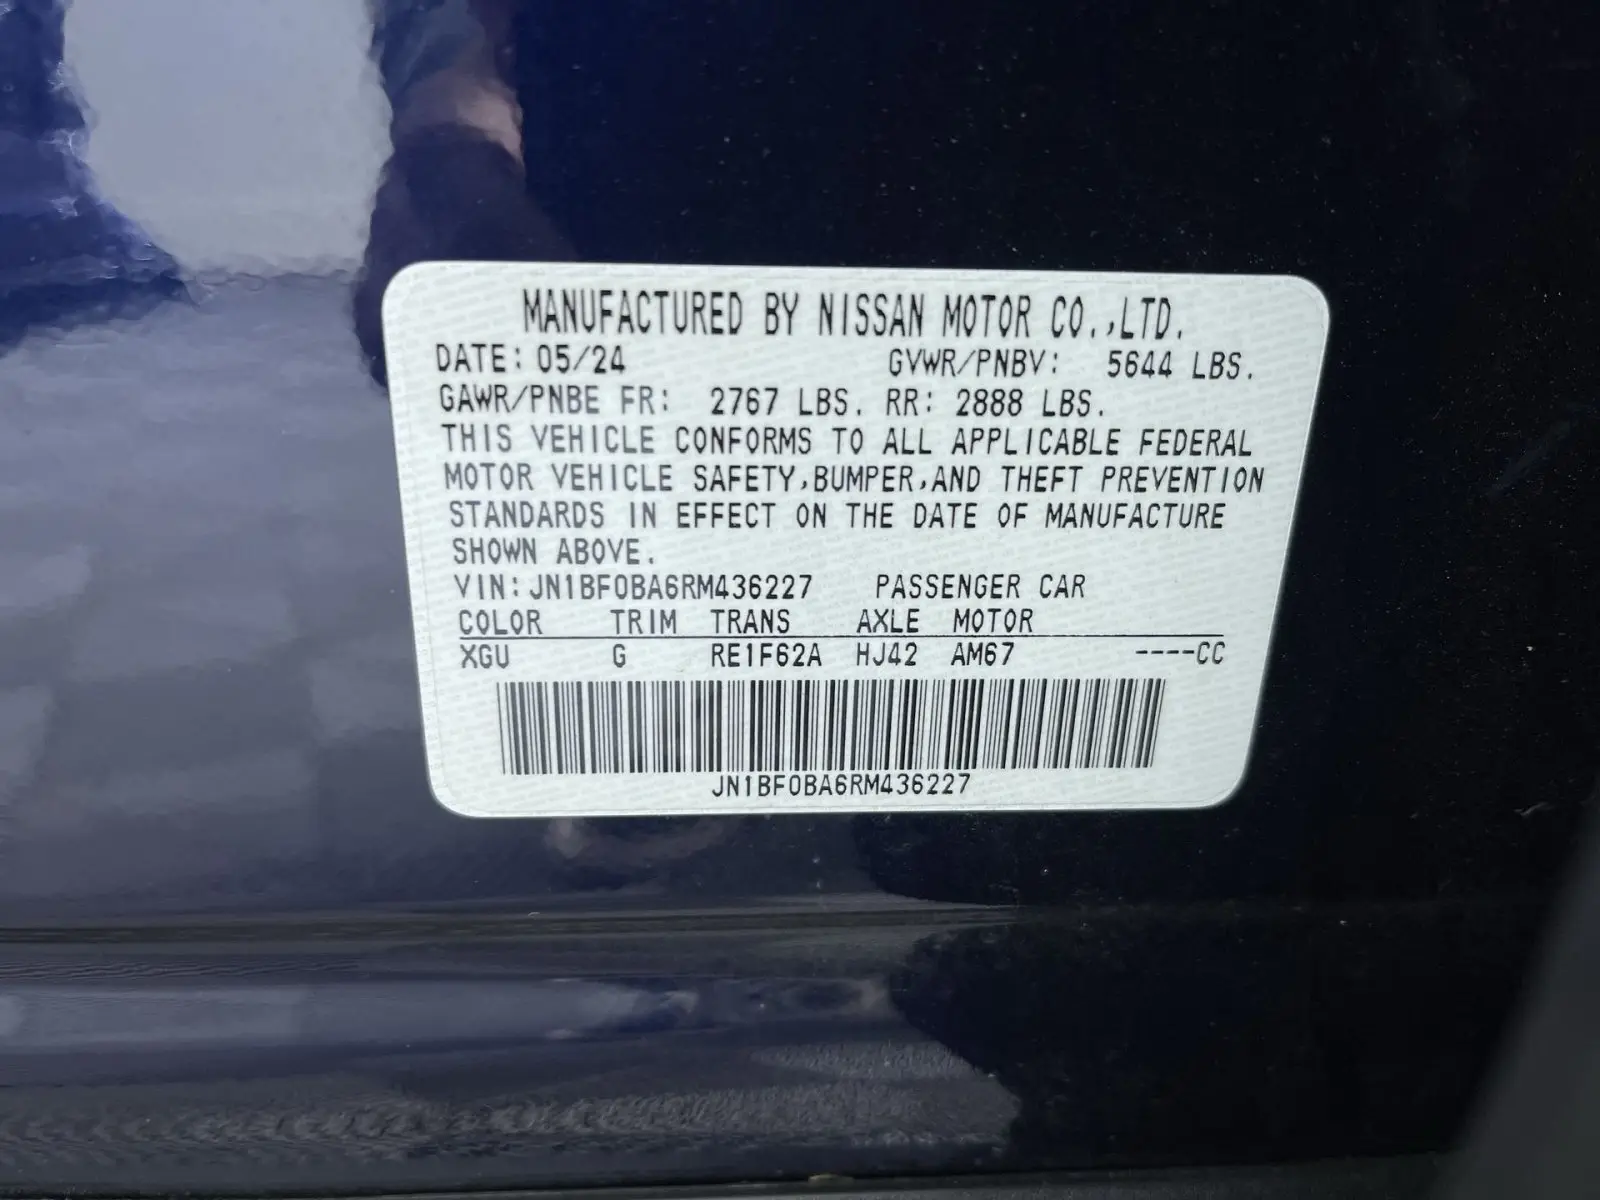 MANUFACTURED BY NISSAN MOTOR CO.,LTD.
DATE: 05/24 GVWR/PNBV: 5644 LBS.
GAWR/PNBE FR: 2767 LBS. RR: 2888 LBS.
THIS VEHICLE CONFORMS TO ALL APPLICABLE FEDERAL
MOTOR VEHICLE SAFETY,BUMPER,AND THEFT PREVENTION
STANDARDS IN EFFECT ON THE DATE OF MANUFACTURE
SHOWN ABOVE.
VIN:JN1BF0BA6RM436227 PASSENGER CAR
COLOR TRIM TRANS AXLE MOTOR
XGU G RE1F62A HJ42 AM67 ----CC
JN1BF0BA6RM436227